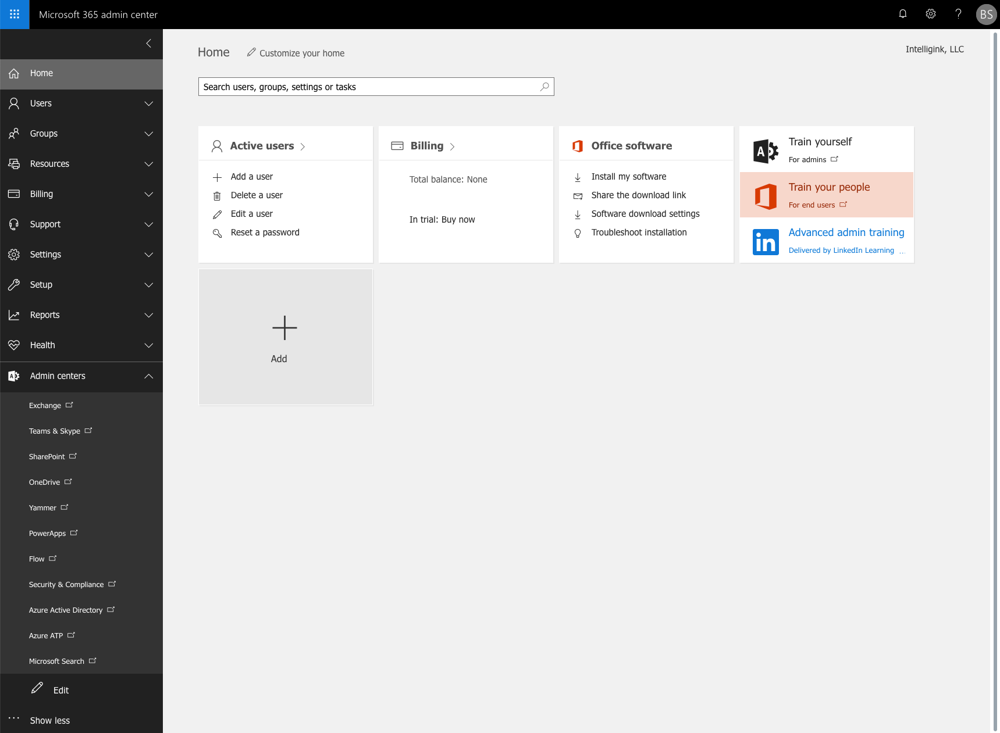 Microsoft 365 admin center
BS
Home
Users
Groups
Resources
Billing
Support
Settings
Setup
Reports
Health
Admin centers
Exchange
Teams & Skype
SharePoint
OneDrive
Yammer
PowerApps
Flow
Security & Compliance
Azure Active Directory
Azure ATP
Microsoft Search
Edit
Show less
Home
Customize your home
Intelligink, LLC
Search users, groups, settings or tasks
Active users
Add a user
Delete a user
Edit a user
Reset a password
Billing
Total balance: None
In trial: Buy now
Office software
Install my software
Share the download link
Software download settings
Troubleshoot installation
Train yourself
For admins
Train your people
For end users
Advanced admin training
Delivered by LinkedIn Learning ...
Add